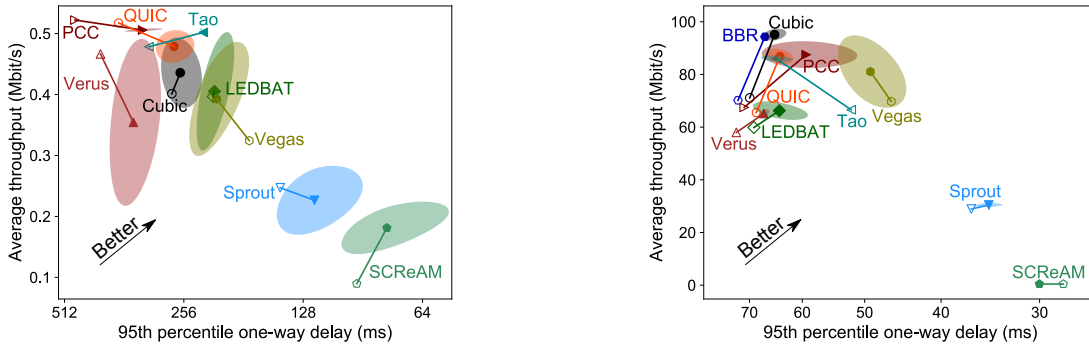 Average throughput (Mbit/s)
0.5
0.4
0.3
0.2
0.1
512
256
128
64
95th percentile one-way delay (ms)
PCC
QUIC
Tao
Verus
Cubic
LEDBAT
Vegas
Sprout
SCReAM
Better
Average throughput (Mbit/s)
100
80
60
40
20
0
70
60
50
40
30
95th percentile one-way delay (ms)
Cubic
BBR
PCC
QUIC
Tao
Vegas
LEDBAT
Verus
Sprout
SCReAM
Better